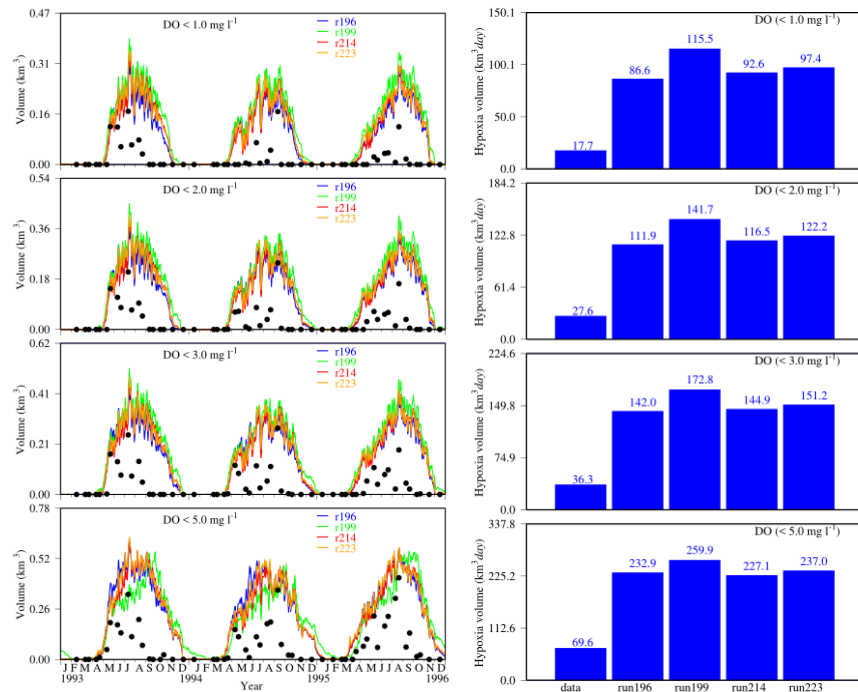 DO < 1.0 mg l-1
r196
r199
r214
r223
Volume (km 3)
0.47
0.31
0.16
0.00
DO < 2.0 mg l-1
r196
r199
r214
r223
Volume (km 3)
0.54
0.36
0.18
0.00
DO < 3.0 mg l-1
r196
r199
r214
r223
Volume (km 3)
0.62
0.41
0.21
0.00
DO < 5.0 mg l-1
r196
r199
r214
r223
Volume (km 3)
0.78
0.52
0.26
0.00
J F M A M J J A S O N D J F M A M J J A S O N D J F M A M J J A S O N D
1993 1994 1995 1996
Year
DO (< 1.0 mg l-1)
Hypoxia volume (km3day)
150.1
100.1
50.0
0.0
17.7 86.6 115.5 92.6 97.4
DO (< 2.0 mg l-1)
Hypoxia volume (km3day)
184.2
122.8
61.4
0.0
27.6 111.9 141.7 116.5 122.2
DO (< 3.0 mg l-1)
Hypoxia volume (km3day)
224.6
149.8
74.9
0.0
36.3 142.0 172.8 144.9 151.2
DO (< 5.0 mg l-1)
Hypoxia volume (km3day)
337.8
225.2
112.6
0.0
69.6 232.9 259.9 227.1 237.0
data run196 run199 run214 run223